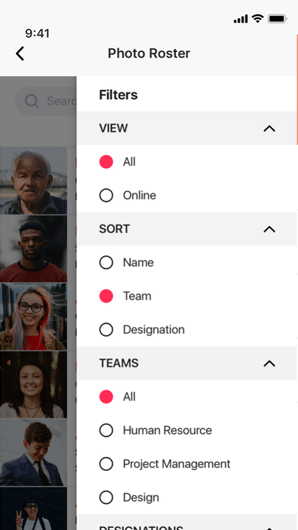 9:41
Photo Roster
Filters
VIEW
All
Online
SORT
Name
Team
Designation
TEAMS
All
Human Resource
Project Management
Design
DESIGNATIONS